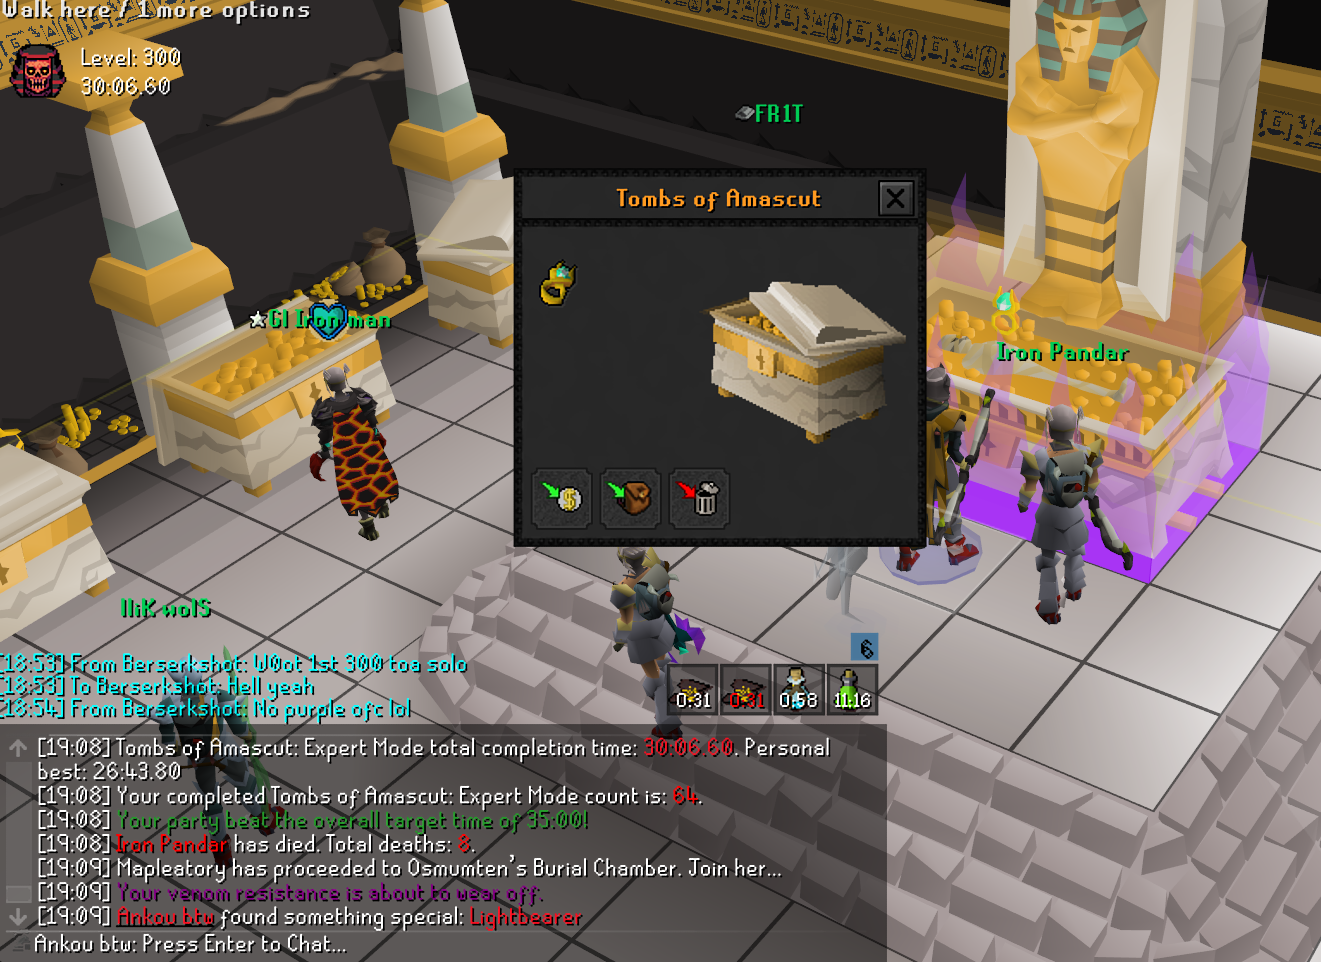 Walk here / 1 more options
Level: 300
30:06.60
FR1T
Tombs of Amascut
GI Iron man
Iron Pandar
lliK wolS
[18:53] From Berserkshot: W0ot 1st 300 toa solo
[18:53] To Berserkshot: Hell yeah
[18:54] From Berserkshot: No purple ofc lol
6
0:31
0:31
0:58
11:16
[19:08] Tombs of Amascut: Expert Mode total completion time: 30:06.60. Personal
best: 26:43.80
[19:08] Your completed Tombs of Amascut: Expert Mode count is: 64.
[19:08] Your party beat the overall target time of 35:00!
[19:08] Iron Pandar has died. Total deaths: 8.
[19:09] Mapleatory has proceeded to Osmumten's Burial Chamber. Join her...
[19:09] Your venom resistance is about to wear off.
[19:09] Ankou btw found something special: Lightbearer
Ankou btw: Press Enter to Chat...